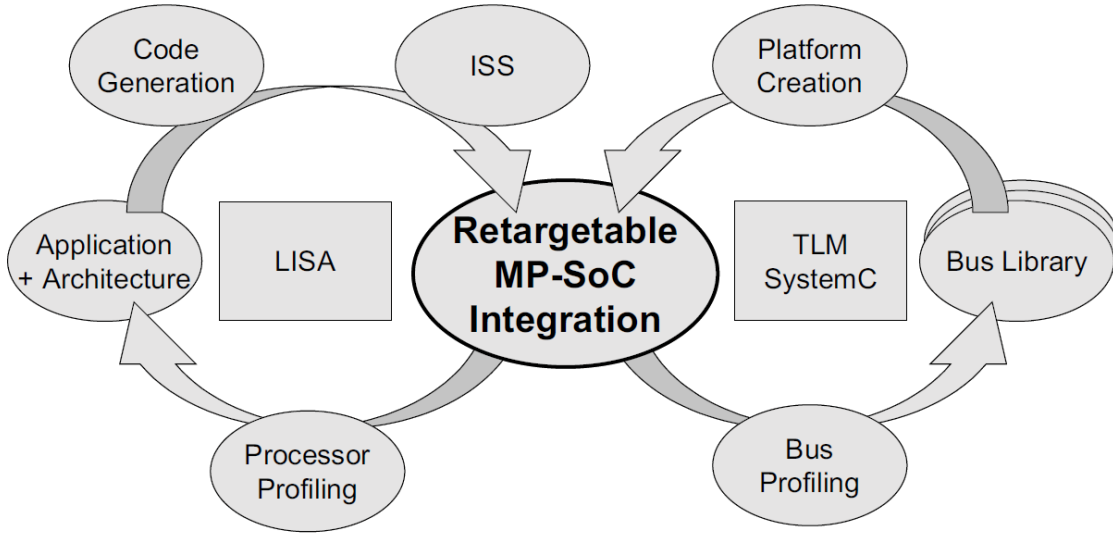 Code
Generation
ISS
Platform
Creation
Application
+ Architecture
LISA
Retargetable
MP-SoC
Integration
TLM
SystemC
Bus Library
Processor
Profiling
Bus
Profiling